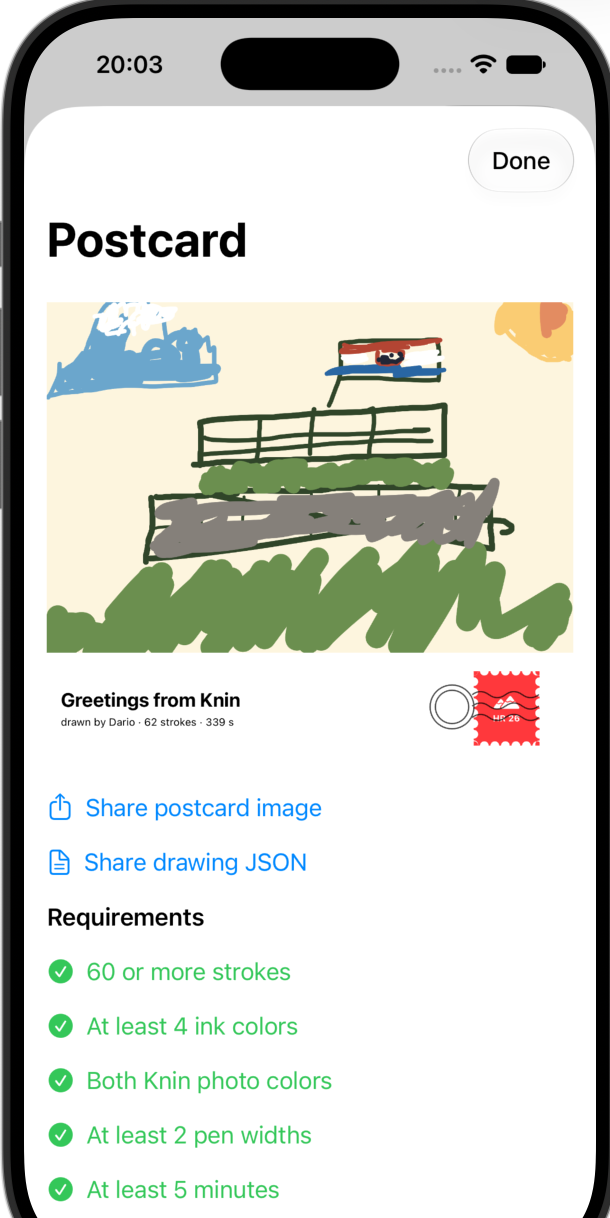 20:03
Done
Postcard
Greetings from Knin
drawn by Dario · 62 strokes · 339 s
HR 26
Share postcard image
Share drawing JSON
Requirements
60 or more strokes
At least 4 ink colors
Both Knin photo colors
At least 2 pen widths
At least 5 minutes